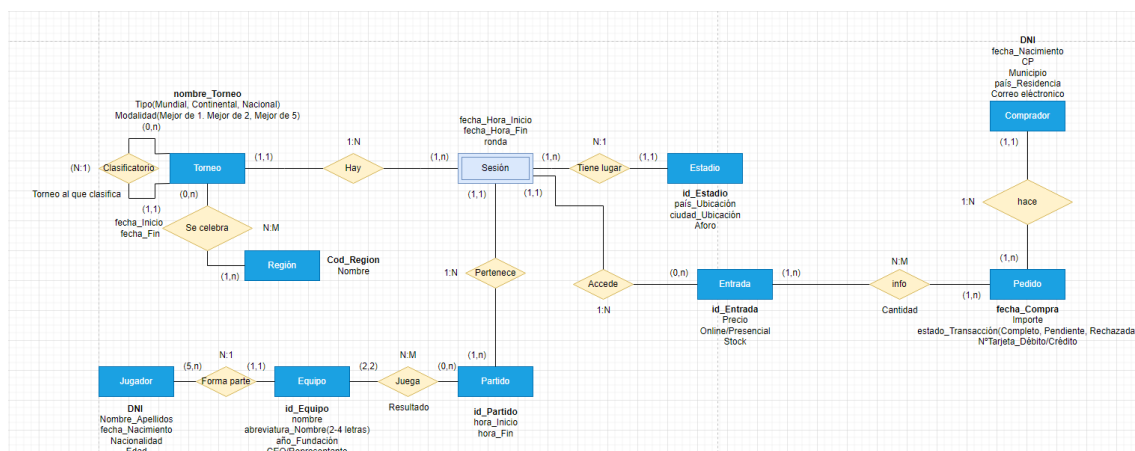 DNI
fecha_Nacimiento
CP
Municipio
país_Residencia
Correo eléctronico
Comprador
(1,1)
nombre_Torneo
Tipo(Mundial, Continental, Nacional)
Modalidad(Mejor de 1. Mejor de 2, Mejor de 5)
(0,n)
fecha_Hora_Inicio
fecha_Hora_Fin
ronda
1:N
N:1
(N:1)
Clasificatorio
Torneo
(1,1)
Hay
(1,n)
Sesión
(1,n)
Tiene lugar
(1,1)
Estadio
Torneo al que clasifica
(0,n)
(1,1)
(1,1)
(1,1)
id_Estadio
país_Ubicación
ciudad_Ubicación
Aforo
1:N
hace
fecha_Inicio
fecha_Fin
Se celebra
N:M
Región
Cod_Region
Nombre
(1,n)
1:N
Pertenece
Accede
1:N
(0,n)
Entrada
(1,n)
N:M
info
Cantidad
(1,n)
(1,n)
Pedido
id_Entrada
Precio
Online/Presencial
Stock
fecha_Compra
Importe
estado_Transacción(Completo, Pendiente, Rechazada
NºTarjeta_Débito/Crédito
N:1
N:M
(1,n)
Jugador
(5,n)
Forma parte
(1,1)
Equipo
(2,2)
Juega
(0,n)
Partido
Resultado
DNI
Nombre_Apellidos
fecha_Nacimiento
Nacionalidad
Edad
id_Equipo
nombre
abreviatura_Nombre(2-4 letras)
año_Fundación
CEO/Representante
id_Partido
hora_Inicio
hora_Fin